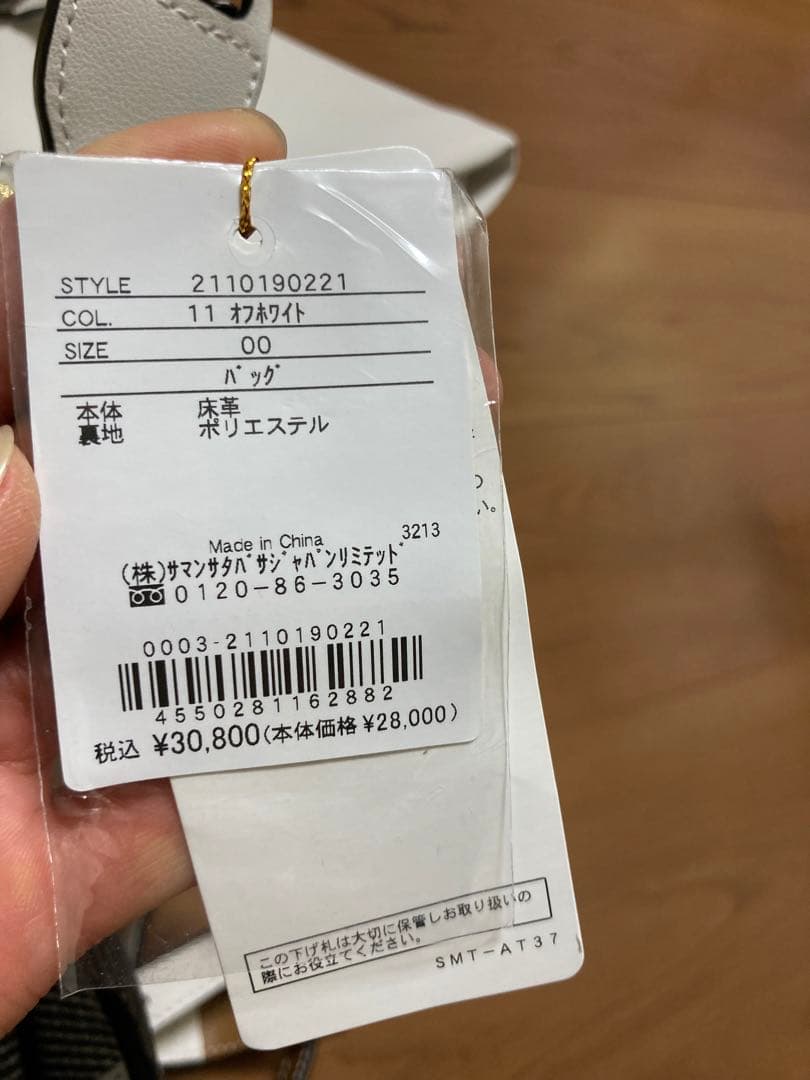 STYLE 2110190221
COL. 11 オフホワイト
SIZE 00
バッグ
本体 床革
裏地 ポリエステル
Made in China 3213
(株)サマンサタバサジャパンリミテッド
0120-86-3035
0003-2110190221
4550281162882
税込 ¥30,800(本体価格¥28,000)
い。
この下げ札は大切に保管しお取り扱いの
際にお役立てください。
SMT-AT37